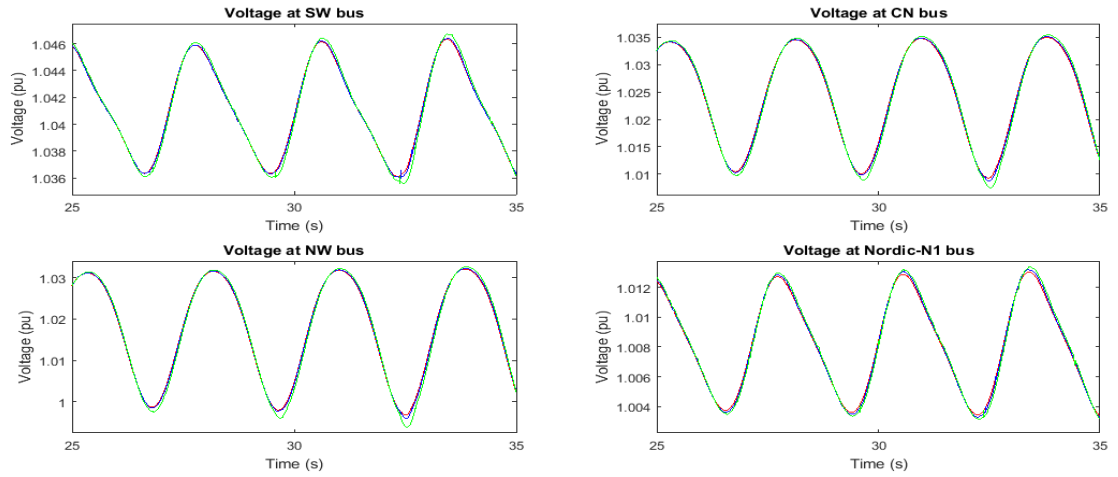 Voltage at SW bus
Voltage (pu)
1.046
1.044
1.042
1.04
1.038
1.036
25 30 35
Time (s)
Voltage at CN bus
Voltage (pu)
1.035
1.03
1.025
1.02
1.015
1.01
25 30 35
Time (s)
Voltage at NW bus
Voltage (pu)
1.03
1.02
1.01
1
25 30 35
Time (s)
Voltage at Nordic-N1 bus
Voltage (pu)
1.012
1.01
1.008
1.006
1.004
25 30 35
Time (s)